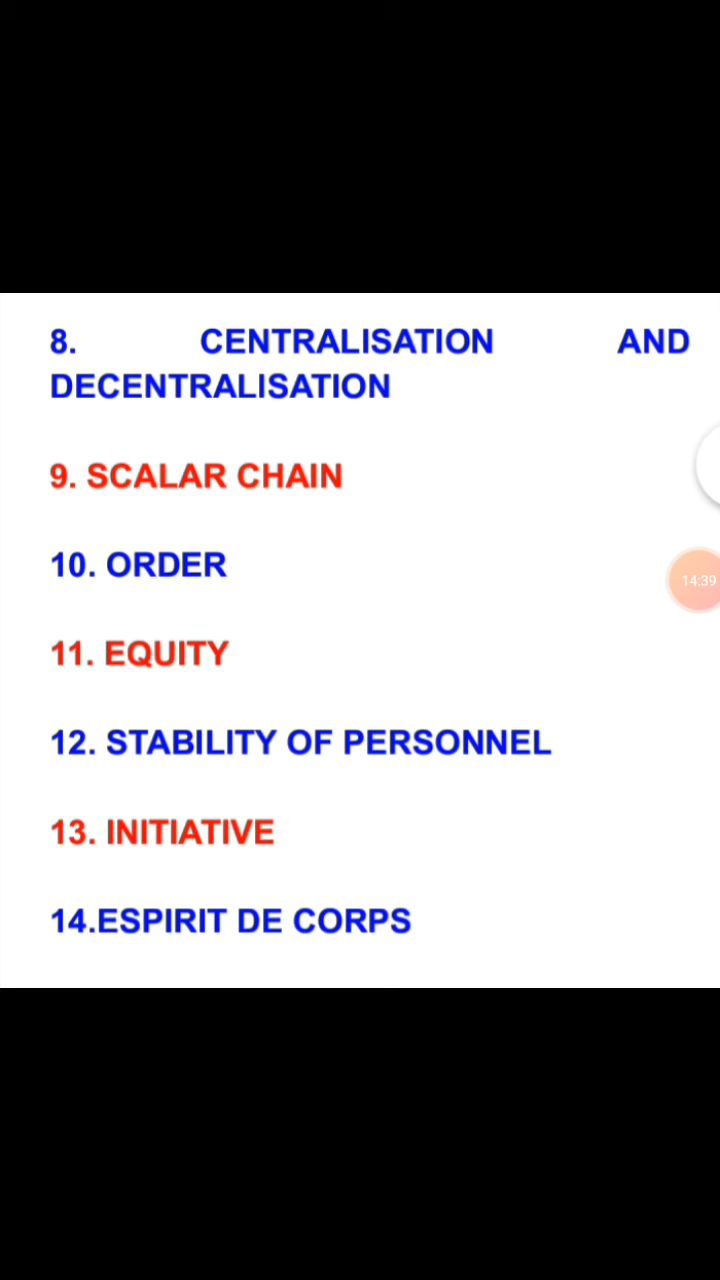 8. CENTRALISATION AND
DECENTRALISATION
9. SCALAR CHAIN
14:39
10. ORDER
11. EQUITY
12. STABILITY OF PERSONNEL
13. INITIATIVE
14.ESPIRIT DE CORPS